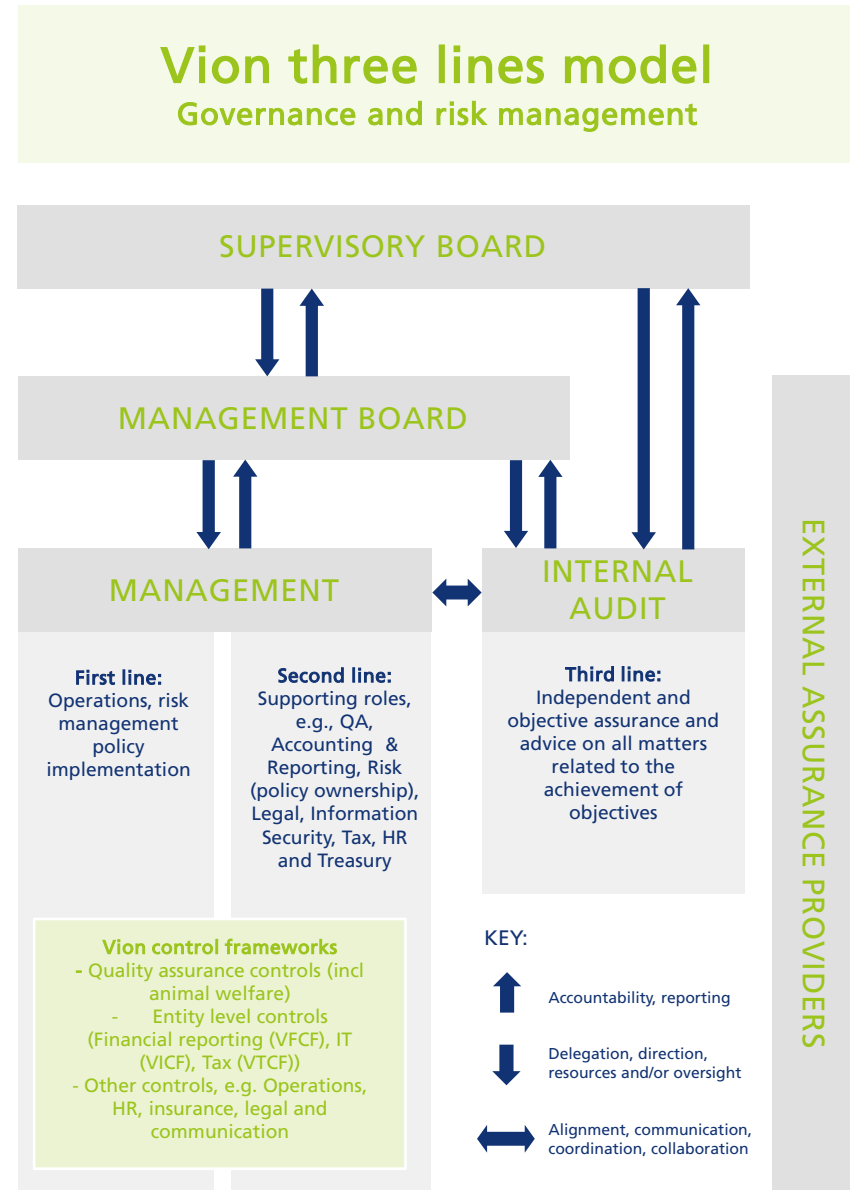 Vion three lines model
Governance and risk management
SUPERVISORY BOARD
MANAGEMENT BOARD
MANAGEMENT
INTERNAL
AUDIT
First line:
Operations, risk
management
policy
implementation
Second line:
Supporting roles,
e.g., QA,
Accounting &
Reporting, Risk
(policy ownership),
Legal, Information
Security, Tax, HR
and Treasury
Third line:
Independent and
objective assurance and
advice on all matters
related to the
achievement of
objectives
Vion control frameworks
- Quality assurance controls (incl
animal welfare)
- Entity level controls
(Financial reporting (VFCF), IT
(VICF), Tax (VTCF))
- Other controls, e.g. Operations,
HR, insurance, legal and
communication
KEY:
Accountability, reporting
Delegation, direction,
resources and/or oversight
Alignment, communication,
coordination, collaboration
EXTERNAL ASSURANCE PROVIDERS